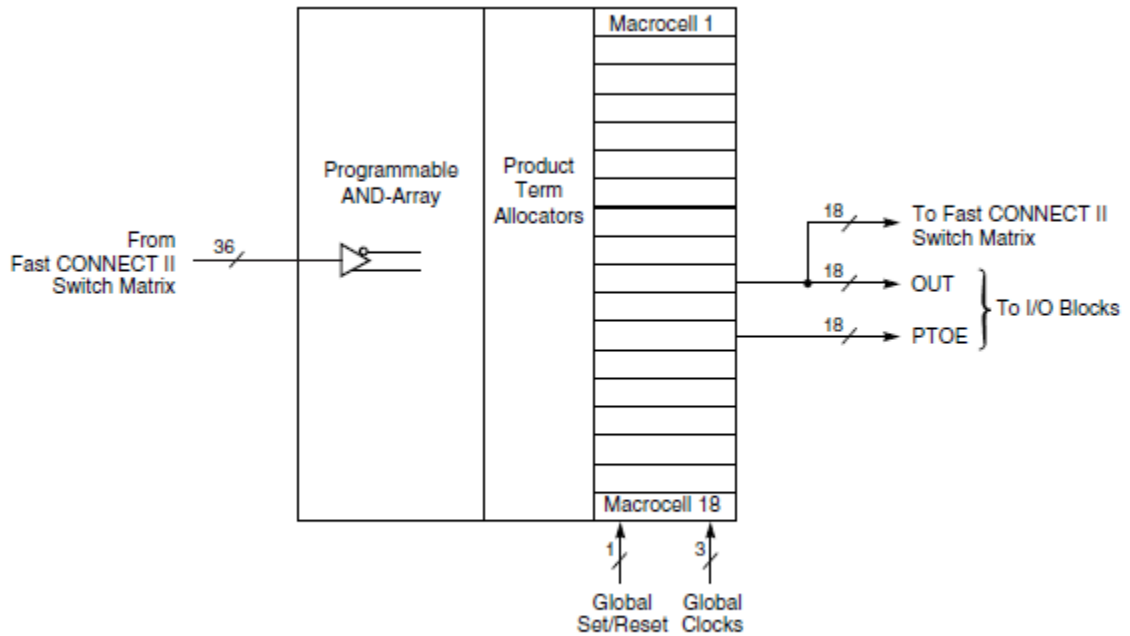 Macrocell 1
Programmable
AND-Array
Product
Term
Allocators
From
Fast CONNECT II
Switch Matrix
36
18
To Fast CONNECT II
Switch Matrix
18
OUT
18
PTOE
To I/O Blocks
Macrocell 18
1
3
Global
Set/Reset
Global
Clocks